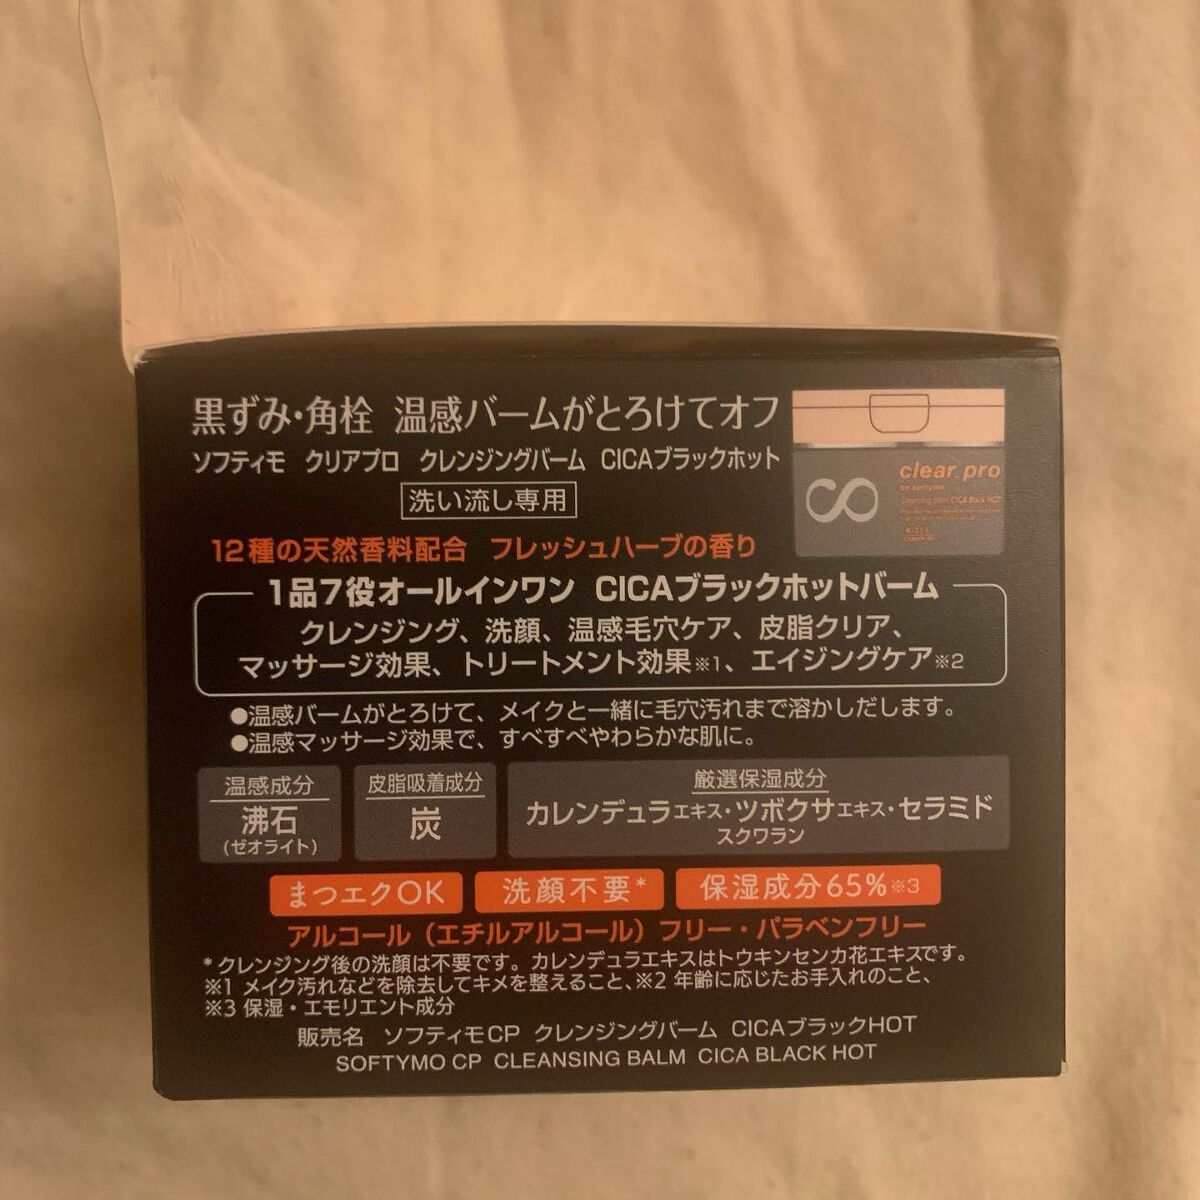 黒ずみ・角栓 温感バームがとろけてオフ
ソフティモ クリアプロ クレンジングバーム CICAブラックホット
洗い流し専用
clear pro
by softymo
Cleansing Balm CICA Black HOT
12種の天然香料配合 フレッシュハーブの香り
1品7役オールインワン CICAブラックホットバーム
クレンジング、洗顔、温感毛穴ケア、皮脂クリア、
マッサージ効果、トリートメント効果※1、エイジングケア※2
●温感バームがとろけて、メイクと一緒に毛穴汚れまで溶かしだします。
●温感マッサージ効果で、すべすべやわらかな肌に。
温感成分
沸石
(ゼオライト)
皮脂吸着成分
炭
厳選保湿成分
カレンデュラエキス・ツボクサエキス・セラミド
スクワラン
まつエクOK
洗顔不要*
保湿成分65%※3
アルコール（エチルアルコール）フリー・パラベンフリー
*クレンジング後の洗顔は不要です。カレンデュラエキスはトウキンセンカ花エキスです。
※1 メイク汚れなどを除去してキメを整えること、※2 年齢に応じたお手入れのこと、
※3 保湿・エモリエント成分
販売名 ソフティモCP クレンジングバーム CICAブラックHOT
SOFTYMO CP CLEANSING BALM CICA BLACK HOT